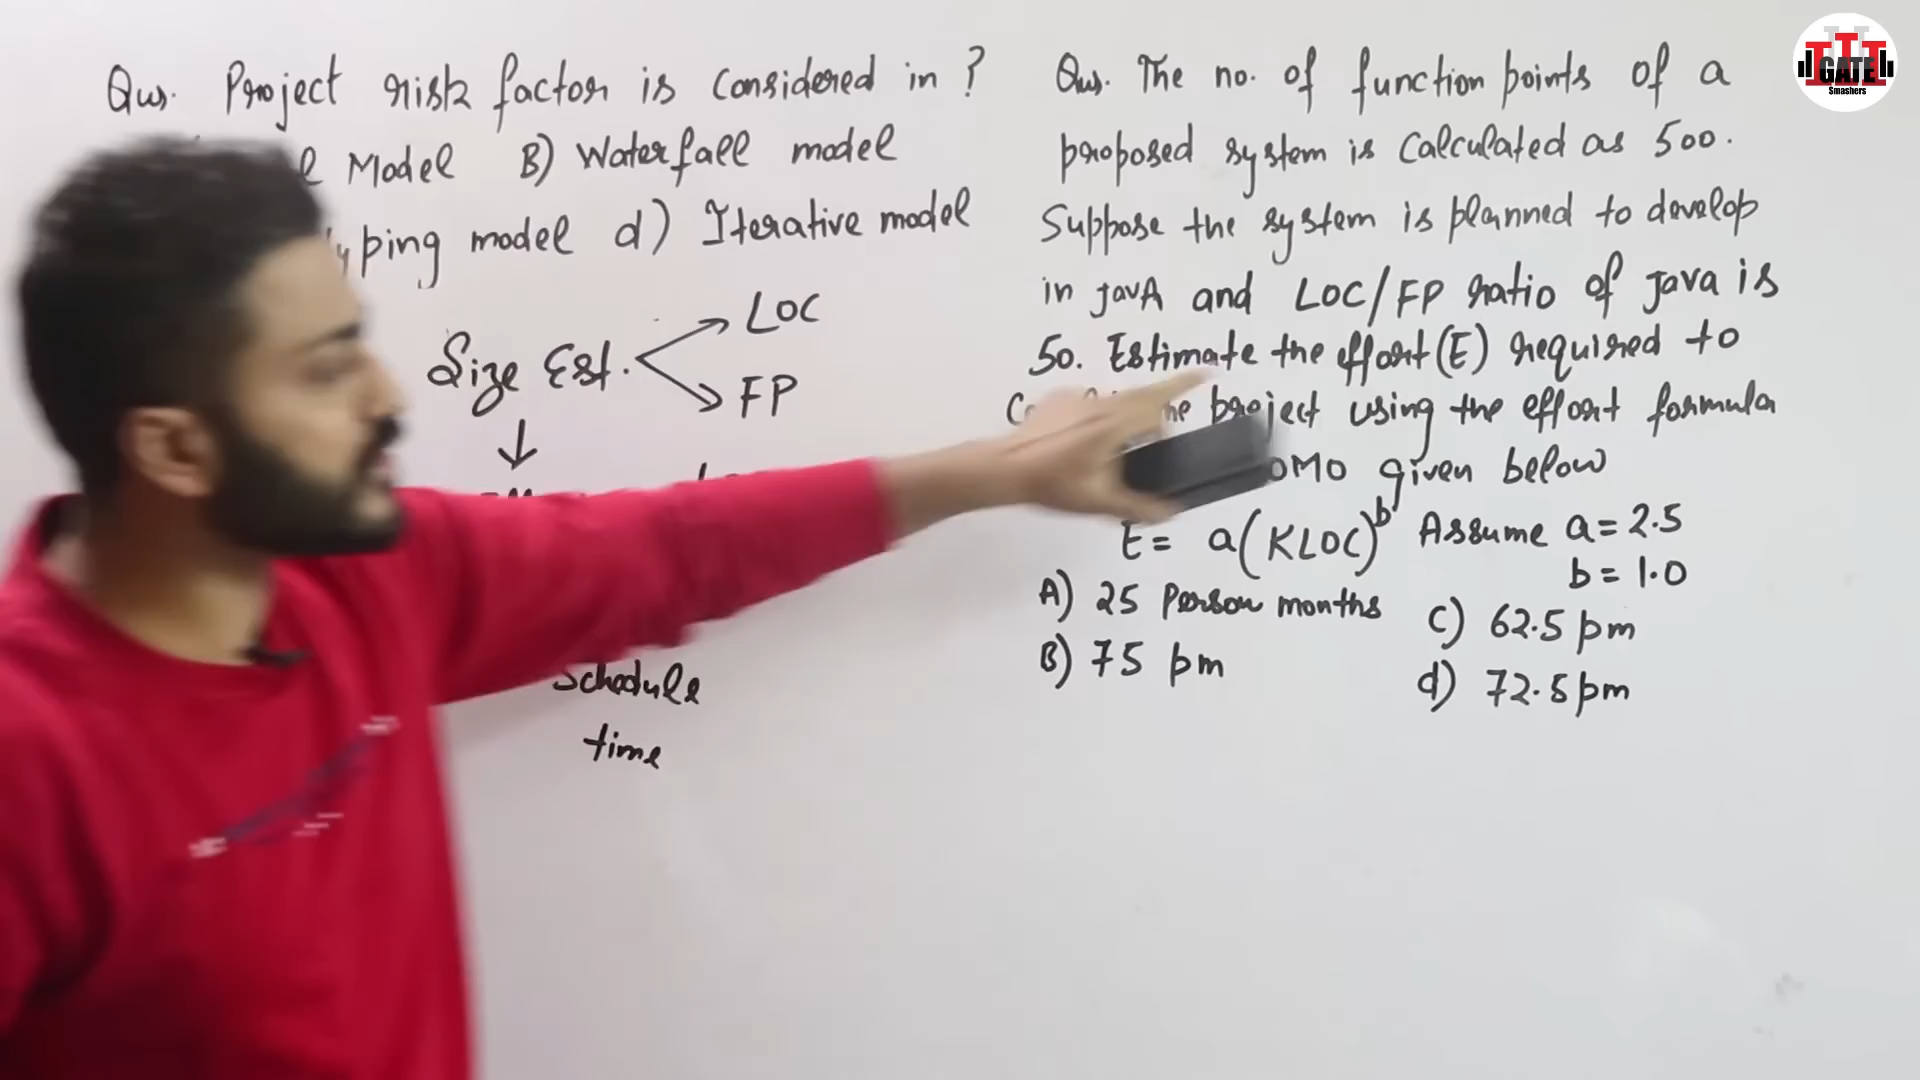 Qus. Project risk factor is considered in ?
Model B) Waterfall model
yping model d) Iterative model
Size Est. LOC
FP
schedule
time
Qus. The no. of function points of a
proposed system is calculated as 500.
Suppose the system is planned to develop
in javA and LOC/FP ratio of java is
50. Estimate the effort (E) required to
project using the effort formula
OMO given below
E = a(KLOC)^b Assume a = 2.5
b = 1.0
A) 25 Person months
B) 75 pm
C) 62.5 pm
d) 72.5 pm
GATE
Smashers